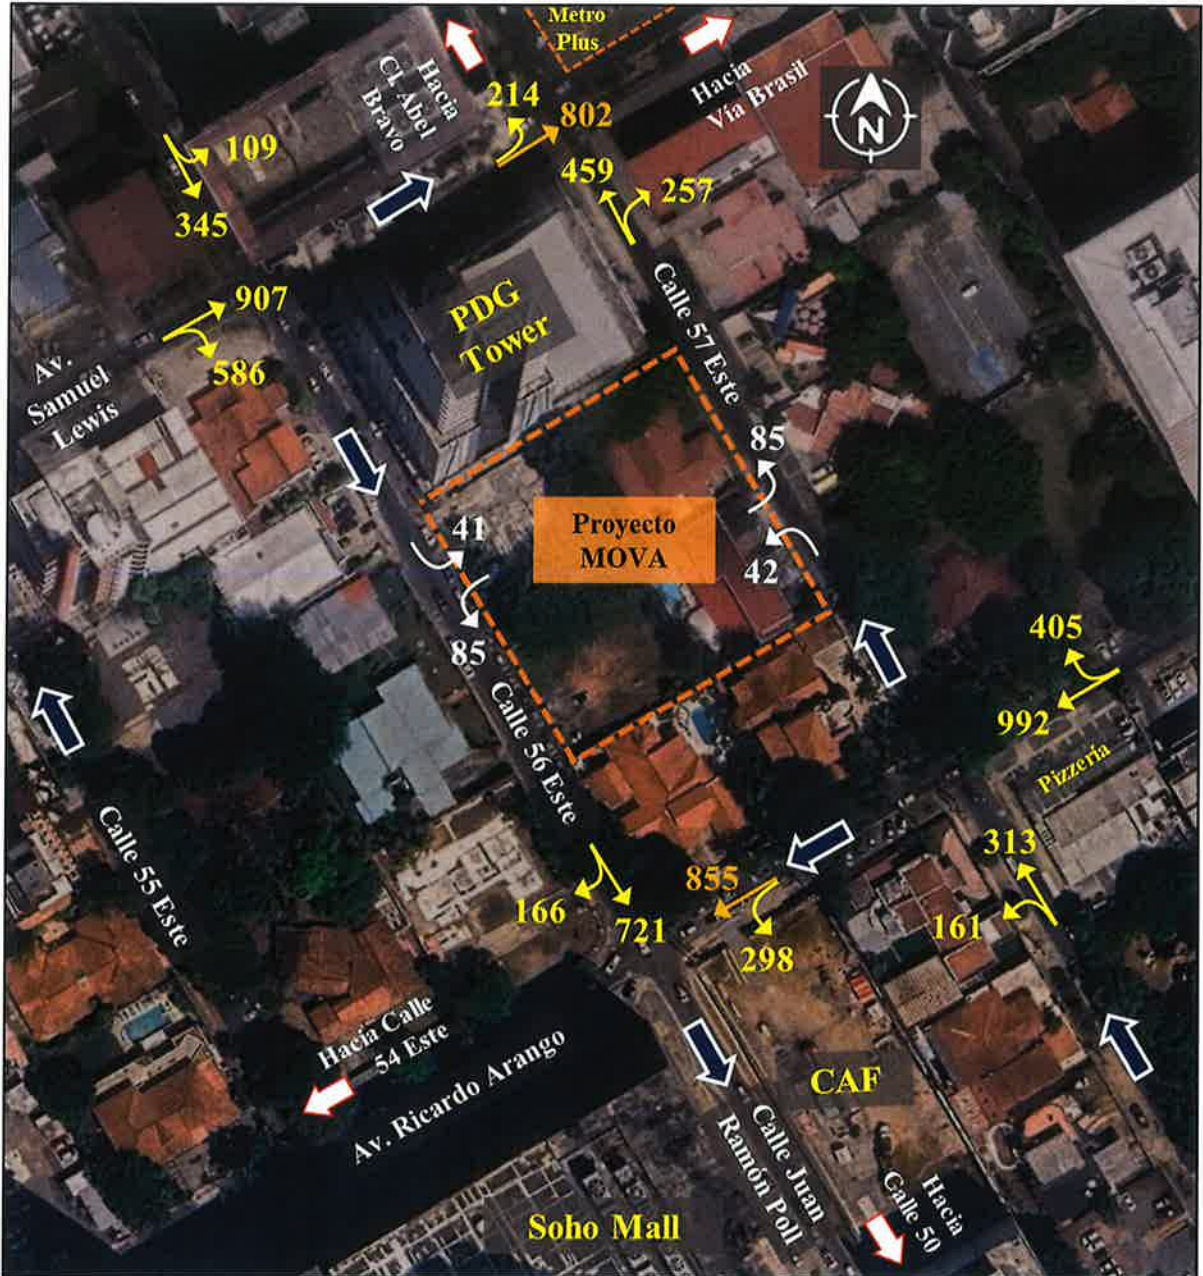 Metro
Plus
Hacia
Cl. Abel
Bravo
Hacia
Vía Brasil
N
214
802
109
345
459
257
907
586
Av.
Samuel
Lewis
PDG
Tower
Calle 57 Este
41
85
Proyecto
MOVA
85
42
Calle 56 Este
405
992
Pizzería
Calle 55 Este
166
721
855
298
313
161
Hacia Calle
54 Este
Av. Ricardo Arango
CAF
Calle Juan
Ramón Poll
Hacia
Calle 50
Soho Mall